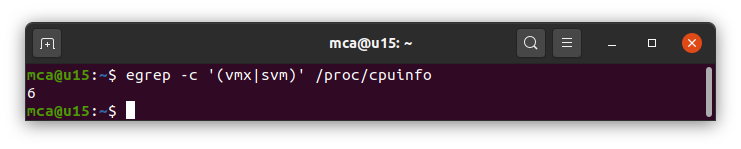 mca@u15: ~
mca@u15:~$ egrep -c '(vmx|svm)' /proc/cpuinfo
6
mca@u15:~$